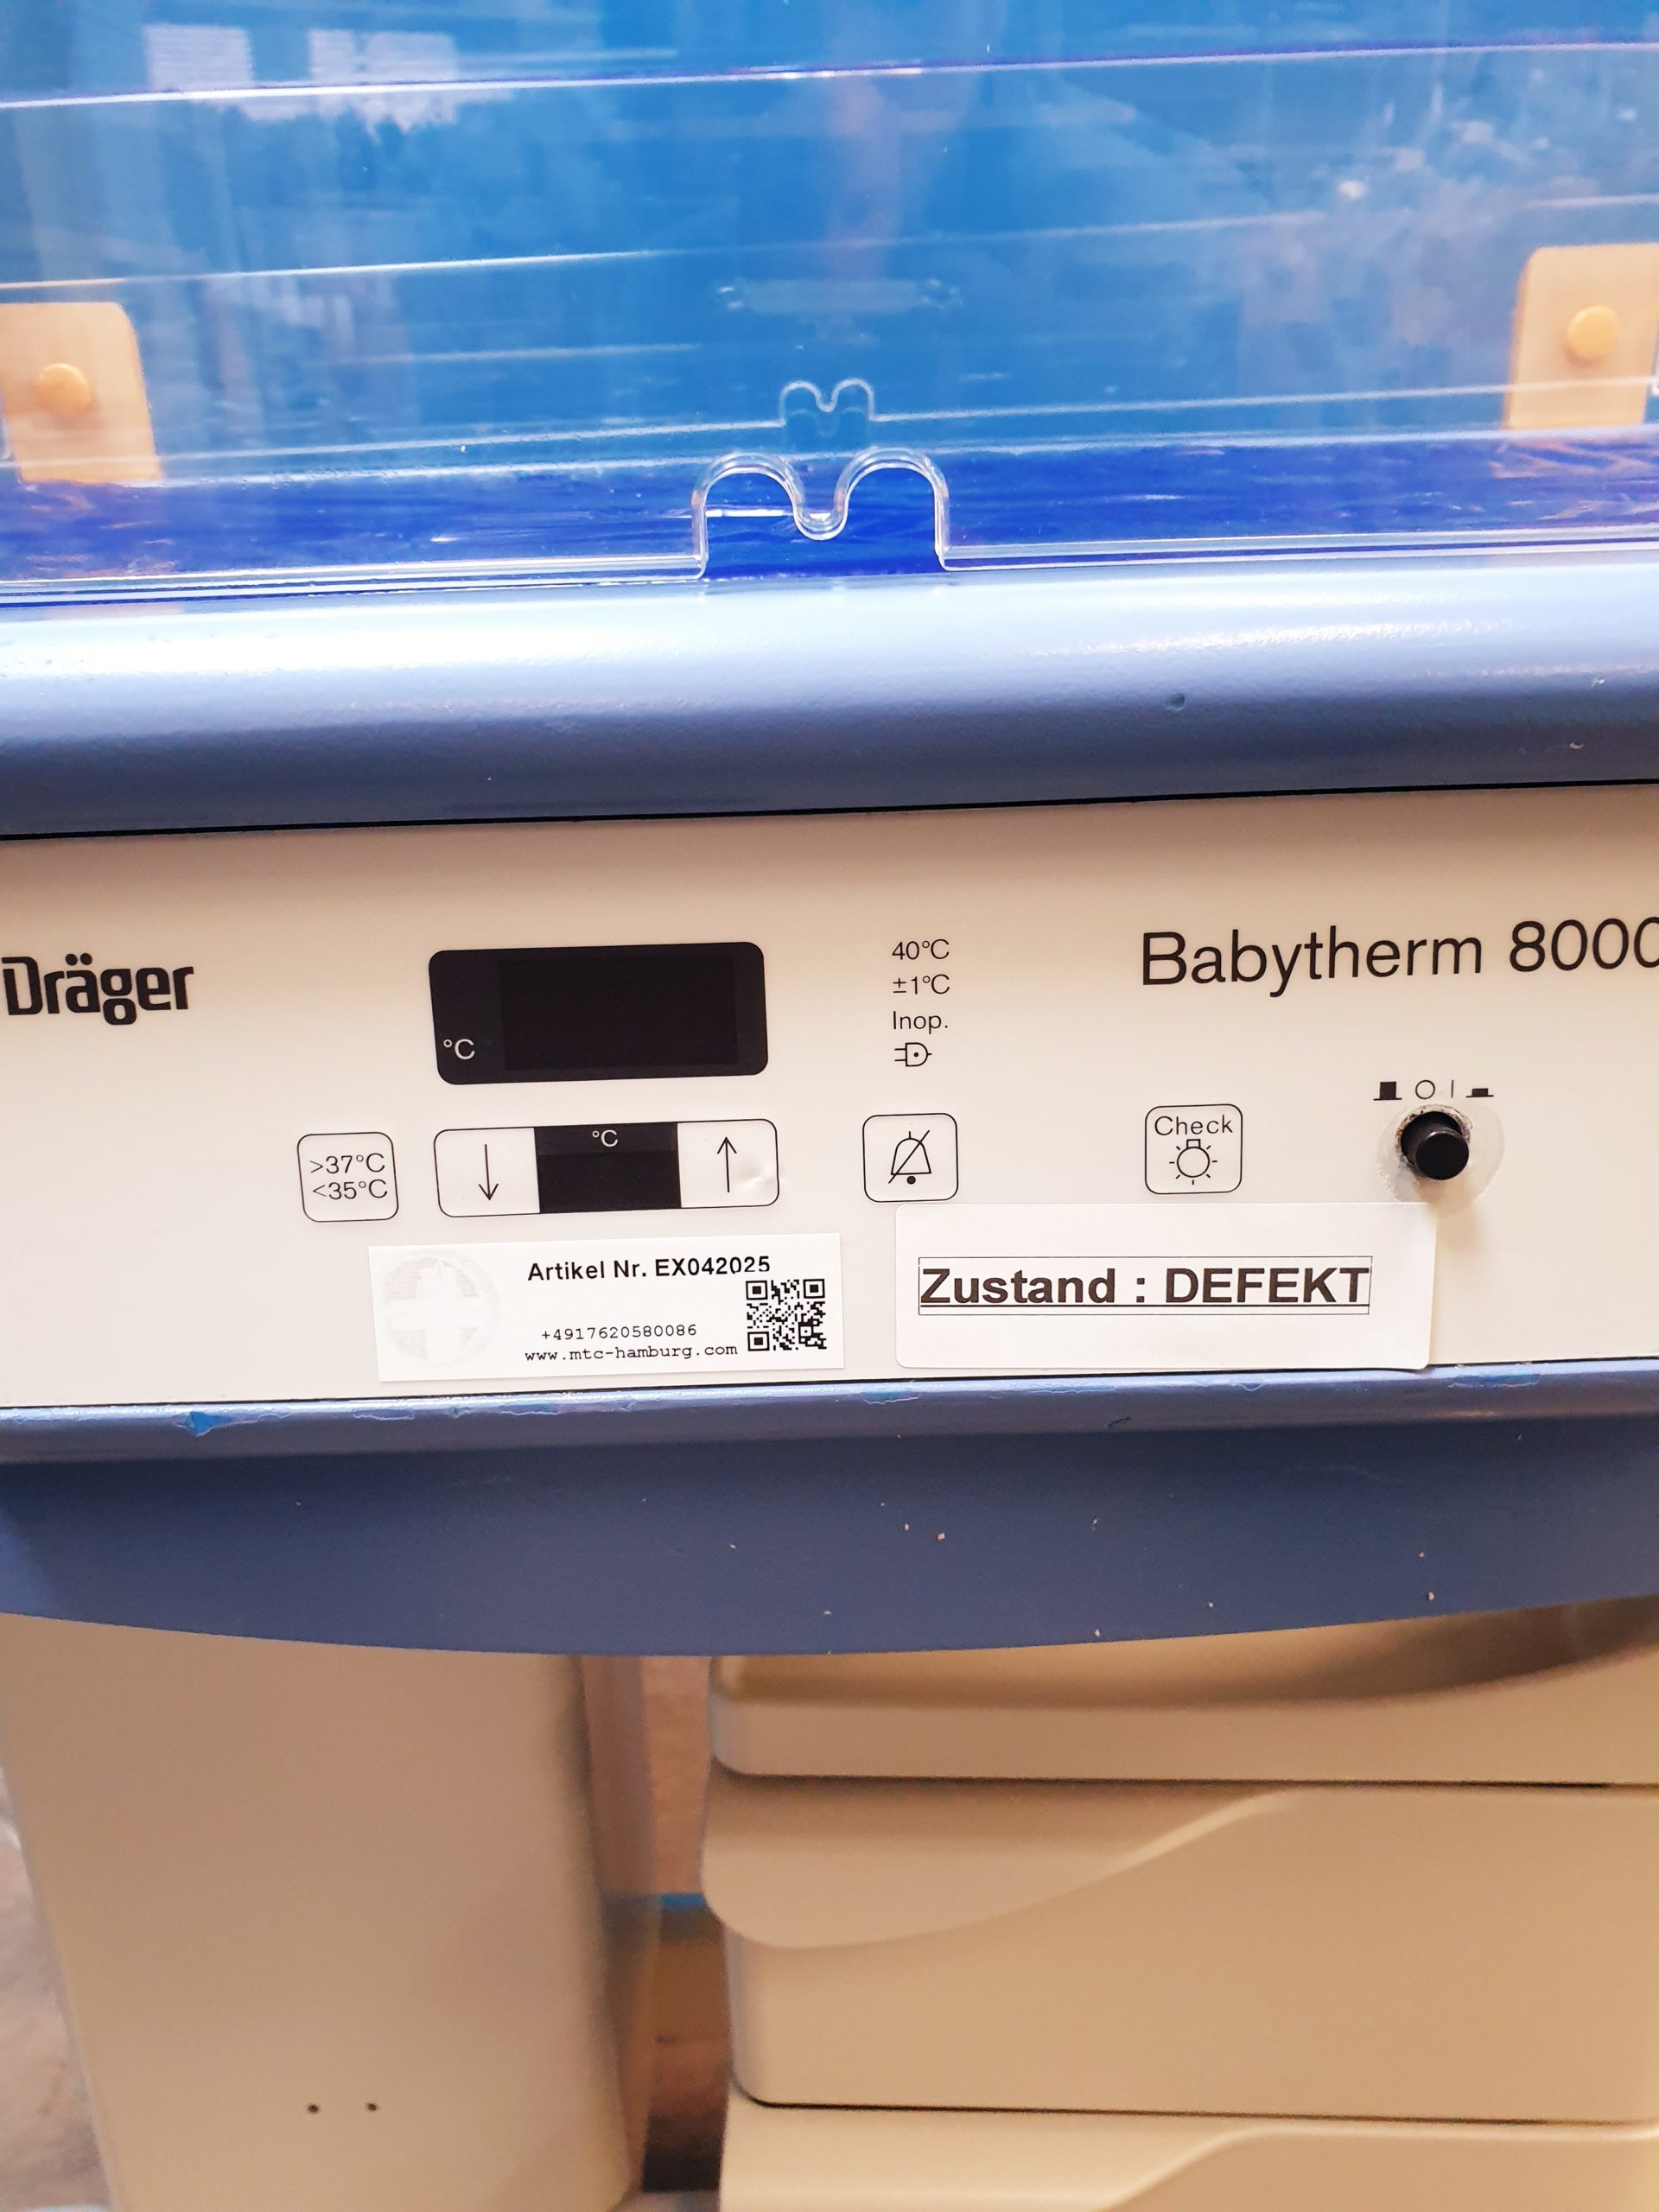 Dräger
°C
40°C
±1°C
Inop.
Babytherm 8000
>37°C
<35°C
°C
Check
Artikel Nr. EX042025
+4917620580086
www.mtc-hamburg.com
Zustand : DEFEKT